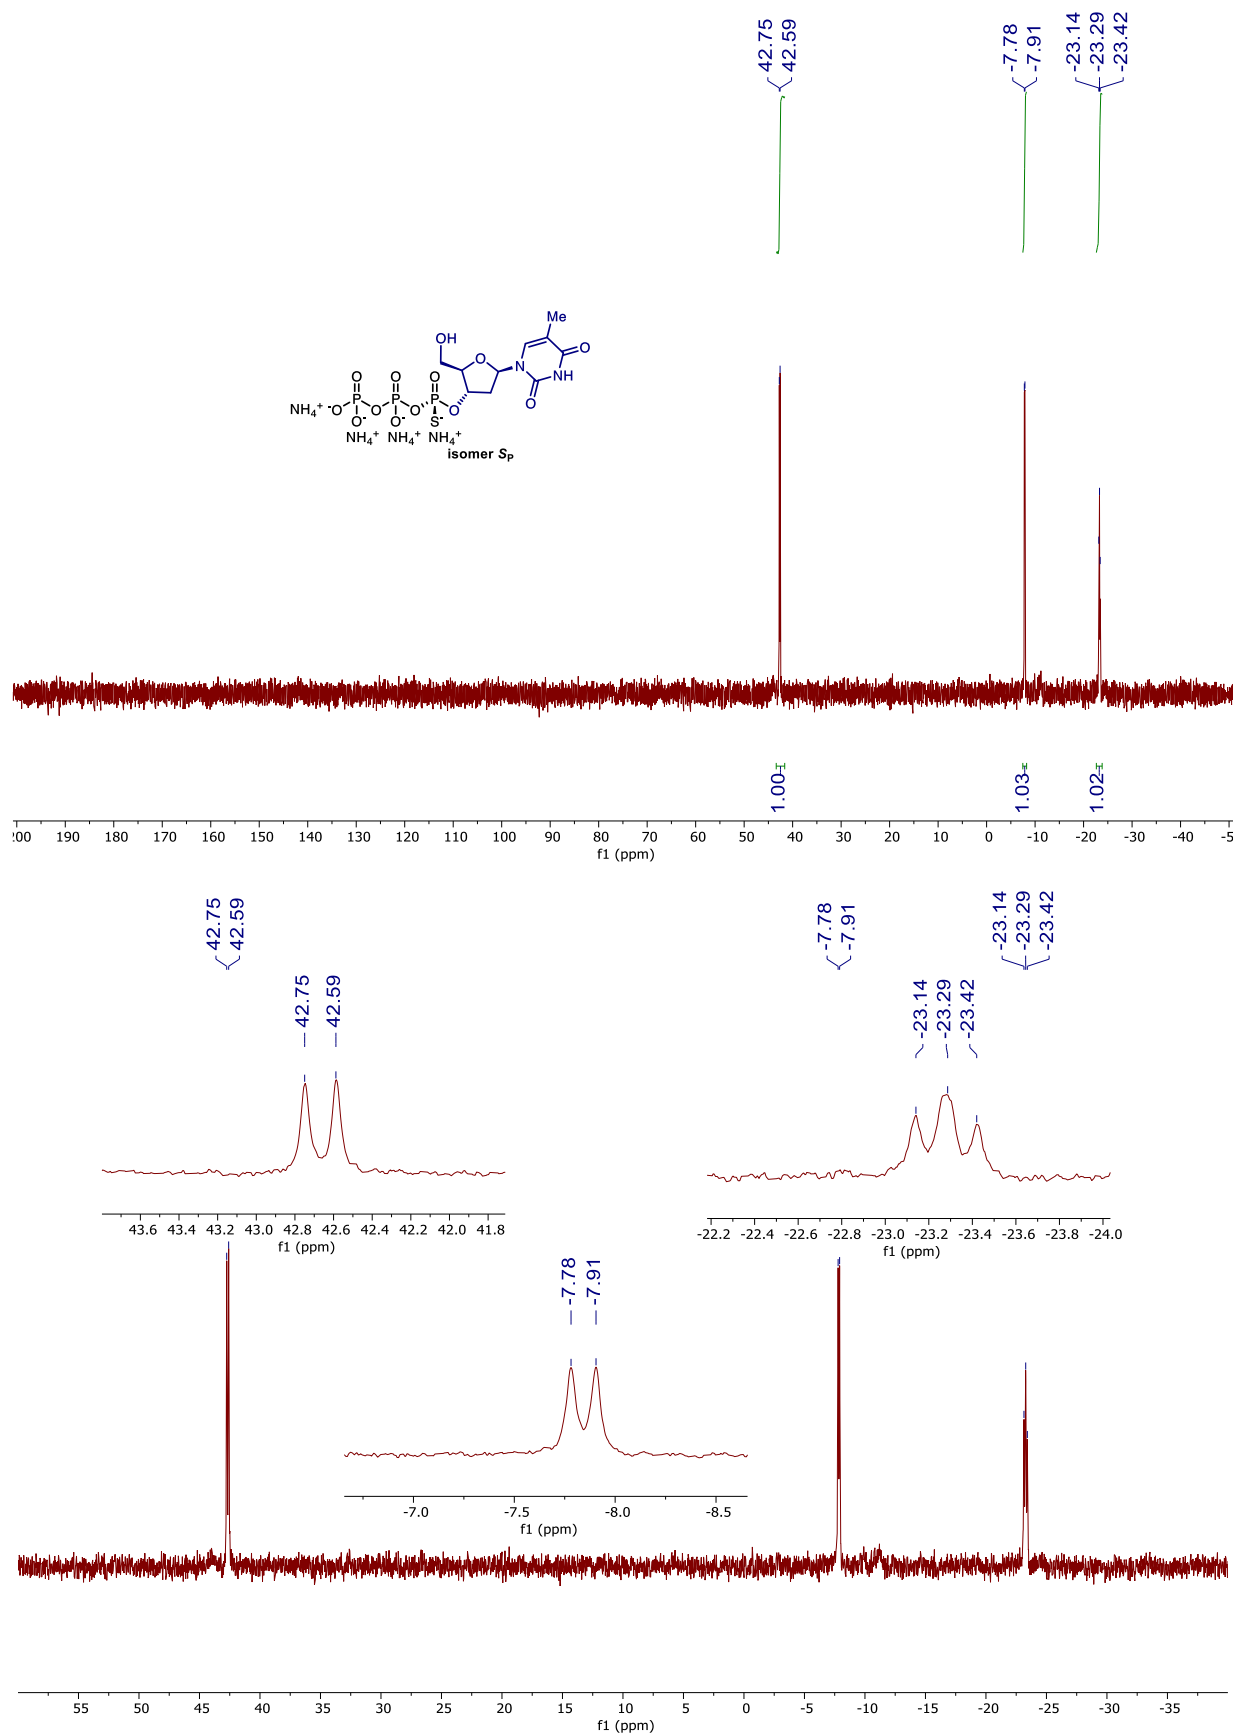 42.75
42.59
-7.78
-7.91
-23.14
-23.29
-23.42
Me
OH
O
O
N
NH
O
O O O
NH₄⁺ -O P O P O P O
O- O- S-
NH₄⁺ NH₄⁺ NH₄⁺
isomer Sₚ
1.00
1.03
1.02
200 190 180 170 160 150 140 130 120 110 100 90 80 70 60 50 40 30 20 10 0 -10 -20 -30 -40 -5
f1 (ppm)
42.75
42.59
-7.78
-7.91
-23.14
-23.29
-23.42
42.75
42.59
-23.14
-23.29
-23.42
43.6 43.4 43.2 43.0 42.8 42.6 42.4 42.2 42.0 41.8
f1 (ppm)
-22.2 -22.4 -22.6 -22.8 -23.0 -23.2 -23.4 -23.6 -23.8 -24.0
f1 (ppm)
-7.78
-7.91
-7.0 -7.5 -8.0 -8.5
f1 (ppm)
55 50 45 40 35 30 25 20 15 10 5 0 -5 -10 -15 -20 -25 -30 -35
f1 (ppm)